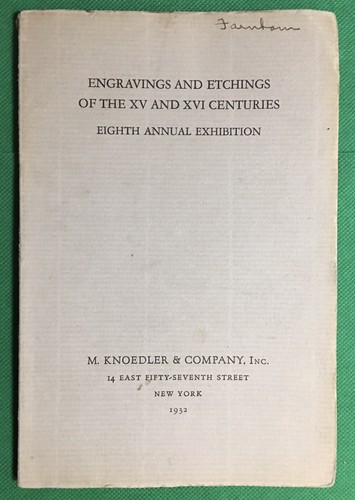 Farnham
ENGRAVINGS AND ETCHINGS
OF THE XV AND XVI CENTURIES
EIGHTH ANNUAL EXHIBITION
M. KNOEDLER & COMPANY, INC.
14 EAST FIFTY-SEVENTH STREET
NEW YORK
1932